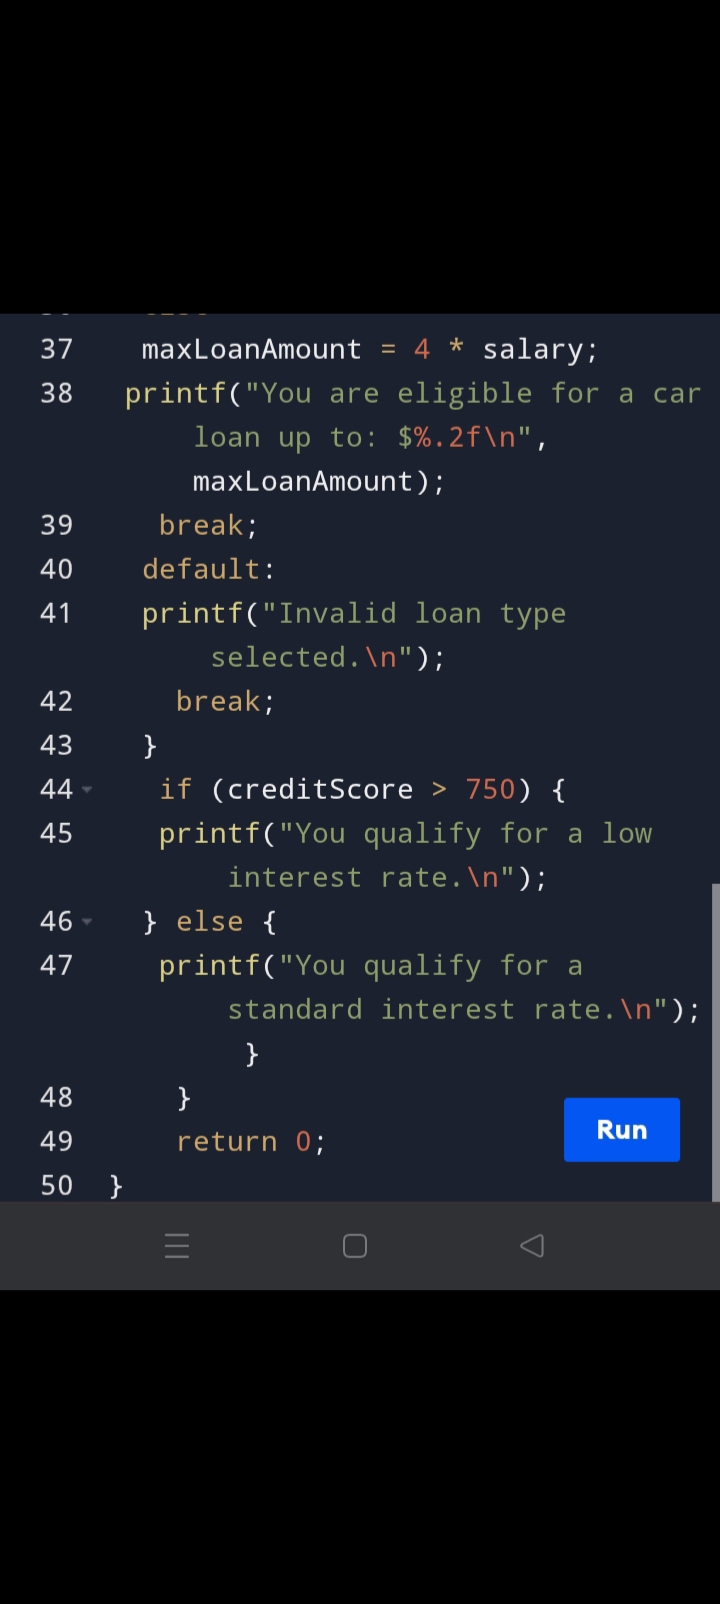 37 maxLoanAmount = 4 * salary;
38 printf("You are eligible for a car
loan up to: $%.2f\n",
maxLoanAmount);
39 break;
40 default:
41 printf("Invalid loan type
selected.\n");
42 break;
43 }
44 if (creditScore > 750) {
45 printf("You qualify for a low
interest rate.\n");
46 } else {
47 printf("You qualify for a
standard interest rate.\n");
}
48 }
49 return 0;
Run
50 }